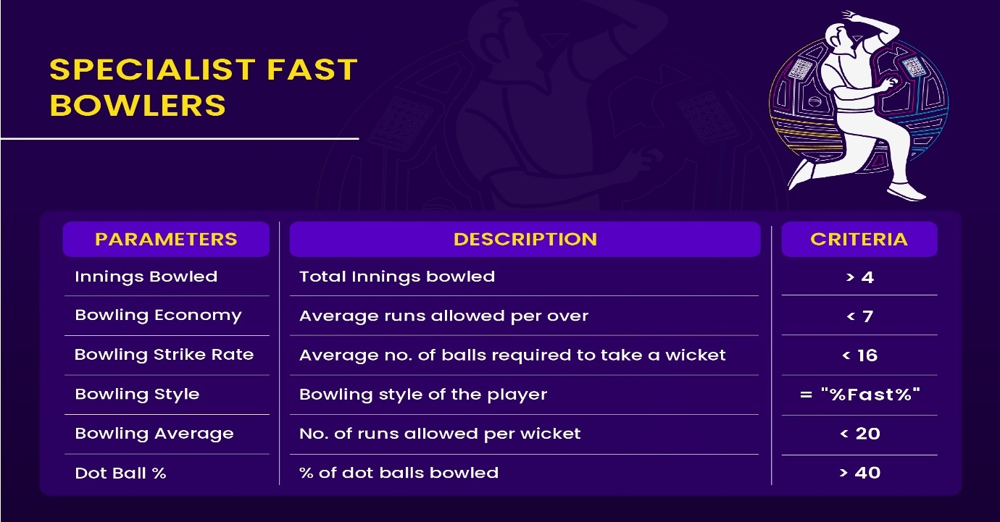 SPECIALIST FAST
BOWLERS
PARAMETERS DESCRIPTION CRITERIA
Innings Bowled Total Innings bowled > 4
Bowling Economy Average runs allowed per over < 7
Bowling Strike Rate Average no. of balls required to take a wicket < 16
Bowling Style Bowling style of the player = "%Fast%"
Bowling Average No. of runs allowed per wicket < 20
Dot Ball % % of dot balls bowled > 40